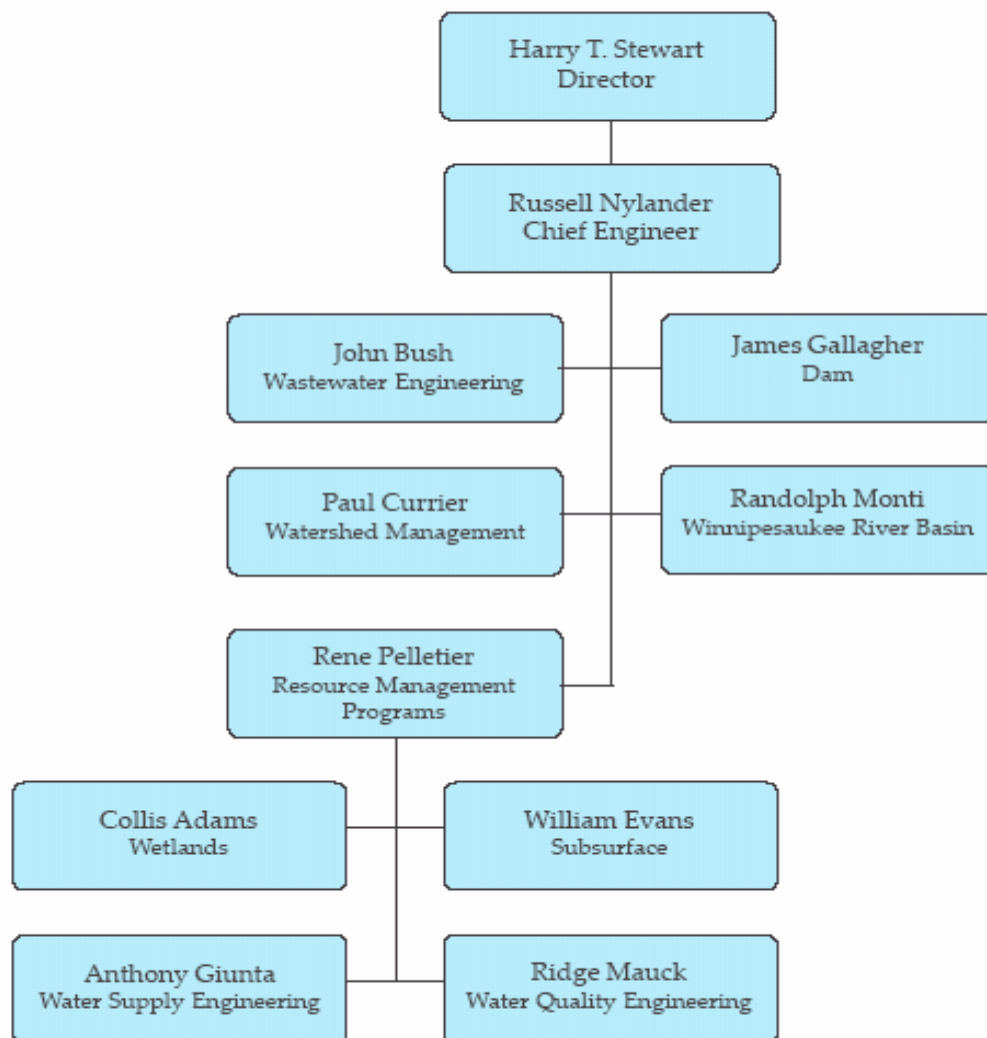 Harry T. Stewart
Director
Russell Nylander
Chief Engineer
John Bush
Wastewater Engineering
James Gallagher
Dam
Paul Currier
Watershed Management
Randolph Monti
Winnipesaukee River Basin
Rene Pelletier
Resource Management
Programs
Collis Adams
Wetlands
William Evans
Subsurface
Anthony Giunta
Water Supply Engineering
Ridge Mauck
Water Quality Engineering